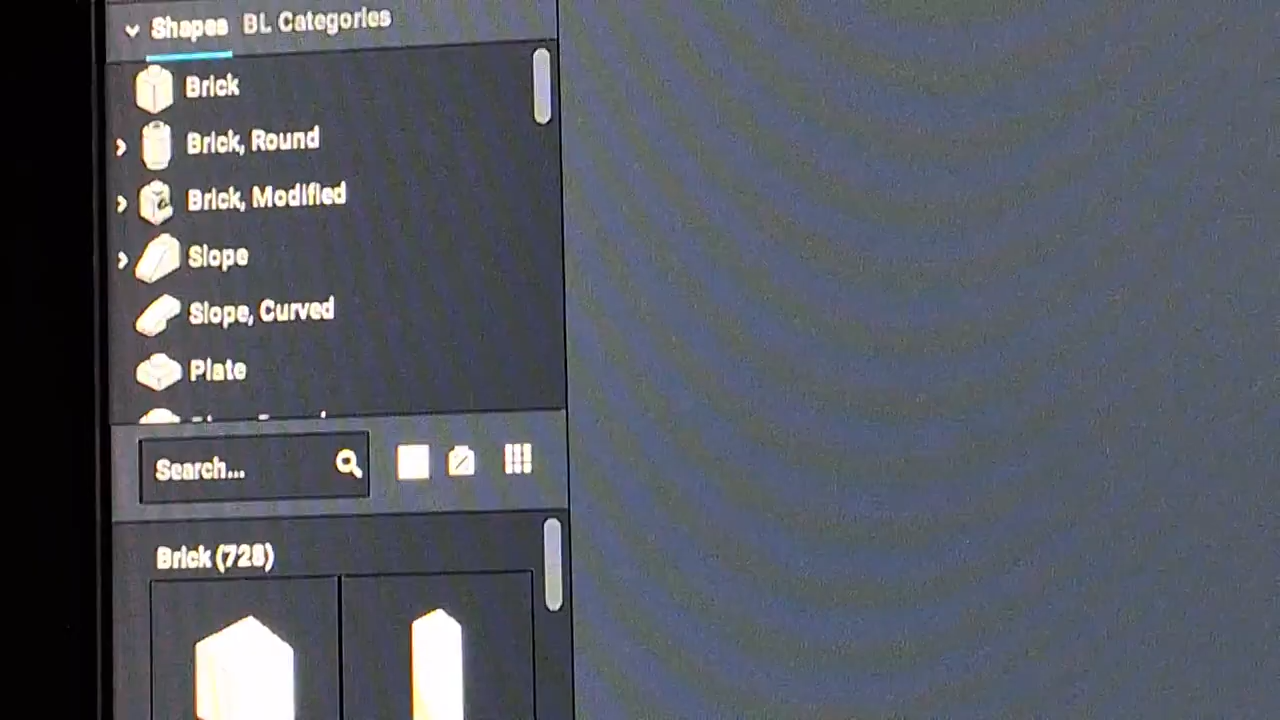 Shapes BL Categories
Brick
Brick, Round
Brick, Modified
Slope
Slope, Curved
Plate
Search...
Brick (728)